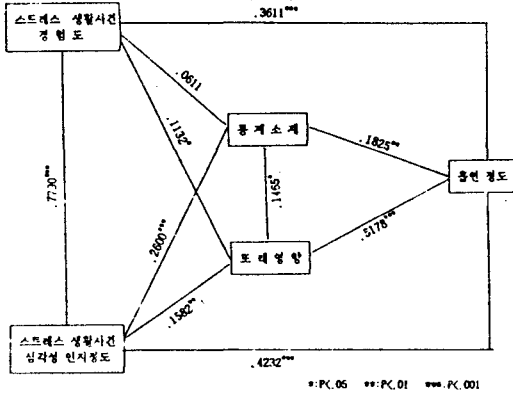 스트레스 생활사건
경험도
.3611***
.0611
.1132*
통제소재
.1825**
.7730***
.1465*
흡연 정도
.2600***
.5178***
또래영향
.1582**
스트레스 생활사건
심각성 인지정도
.4232***
*:P<.05 **:P<.01 ***:P<.001